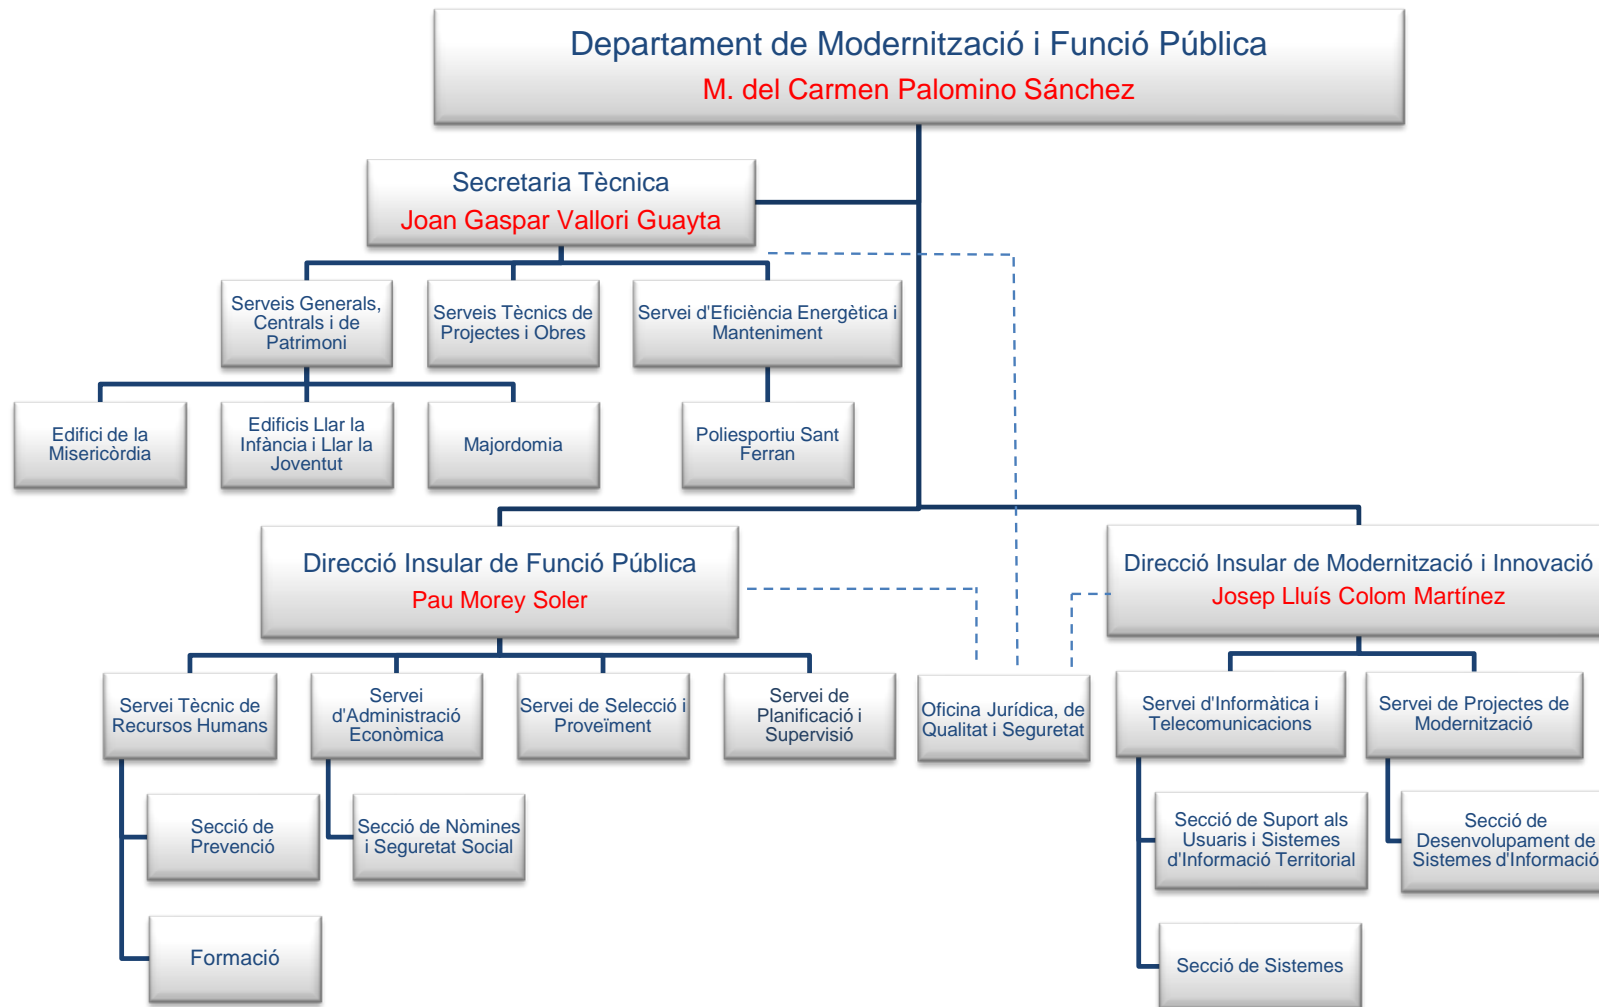 Departament de Modernització i Funció Pública
M. del Carmen Palomino Sánchez
Secretaria Tècnica
Joan Gaspar Vallori Guayta
Serveis Generals,
Centrals i de
Patrimoni
Serveis Tècnics de
Projectes i Obres
Servei d'Eficiència Energètica i
Manteniment
Edifici de la
Misericòrdia
Edificis Llar la
Infància i Llar la
Joventut
Majordomia
Poliesportiu Sant
Ferran
Direcció Insular de Funció Pública
Pau Morey Soler
Direcció Insular de Modernització i Innovació
Josep Lluís Colom Martínez
Servei Tècnic de
Recursos Humans
Servei
d'Administració
Econòmica
Servei de Selecció i
Proveïment
Servei de
Planificació i
Supervisió
Oficina Jurídica, de
Qualitat i Seguretat
Servei d'Informàtica i
Telecomunicacions
Servei de Projectes de
Modernització
Secció de
Prevenció
Secció de Nòmines
i Seguretat Social
Secció de Suport als
Usuaris i Sistemes
d'Informació Territorial
Secció de
Desenvolupament de
Sistemes d'Informació
Formació
Secció de Sistemes